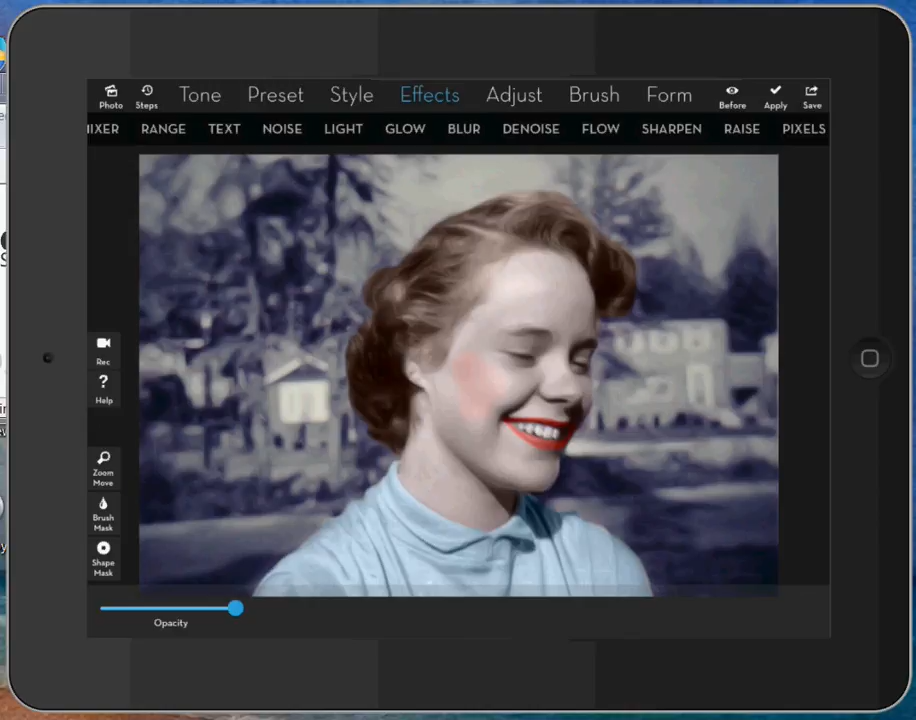 Photo Steps Tone Preset Style Effects Adjust Brush Form Before Apply Save
RANGE TEXT NOISE LIGHT GLOW BLUR DENOISE FLOW SHARPEN RAISE PIXELS
Rec
?
Help
Zoom
Move
Brush
Mask
Shape
Mask
Opacity